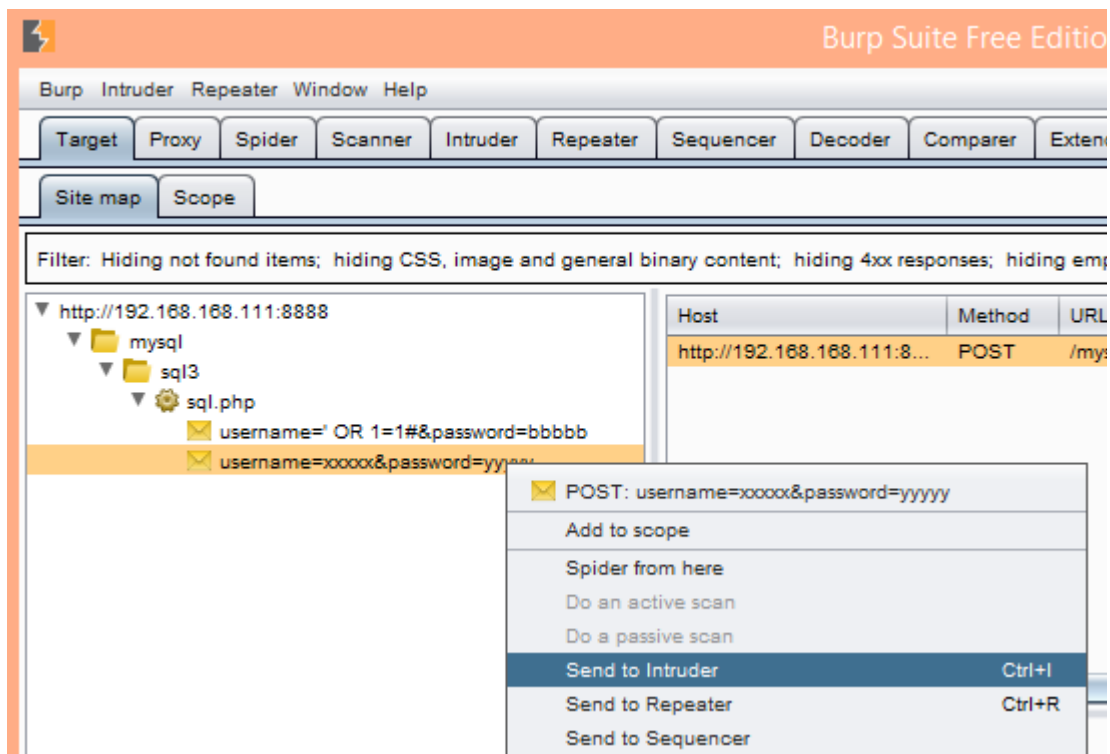 Burp Suite Free Editio
Burp Intruder Repeater Window Help
Target Proxy Spider Scanner Intruder Repeater Sequencer Decoder Comparer Exten
Site map Scope
Filter: Hiding not found items; hiding CSS, image and general binary content; hiding 4xx responses; hiding emp
http://192.168.168.111:8888
mysql
sql3
sql.php
username=' OR 1=1#&password=bbbbb
username=xxxxx&password=yyyyy
Host Method URL
http://192.168.168.111:8... POST /mys
POST: username=xxxxx&password=yyyyy
Add to scope
Spider from here
Do an active scan
Do a passive scan
Send to Intruder Ctrl+I
Send to Repeater Ctrl+R
Send to Sequencer